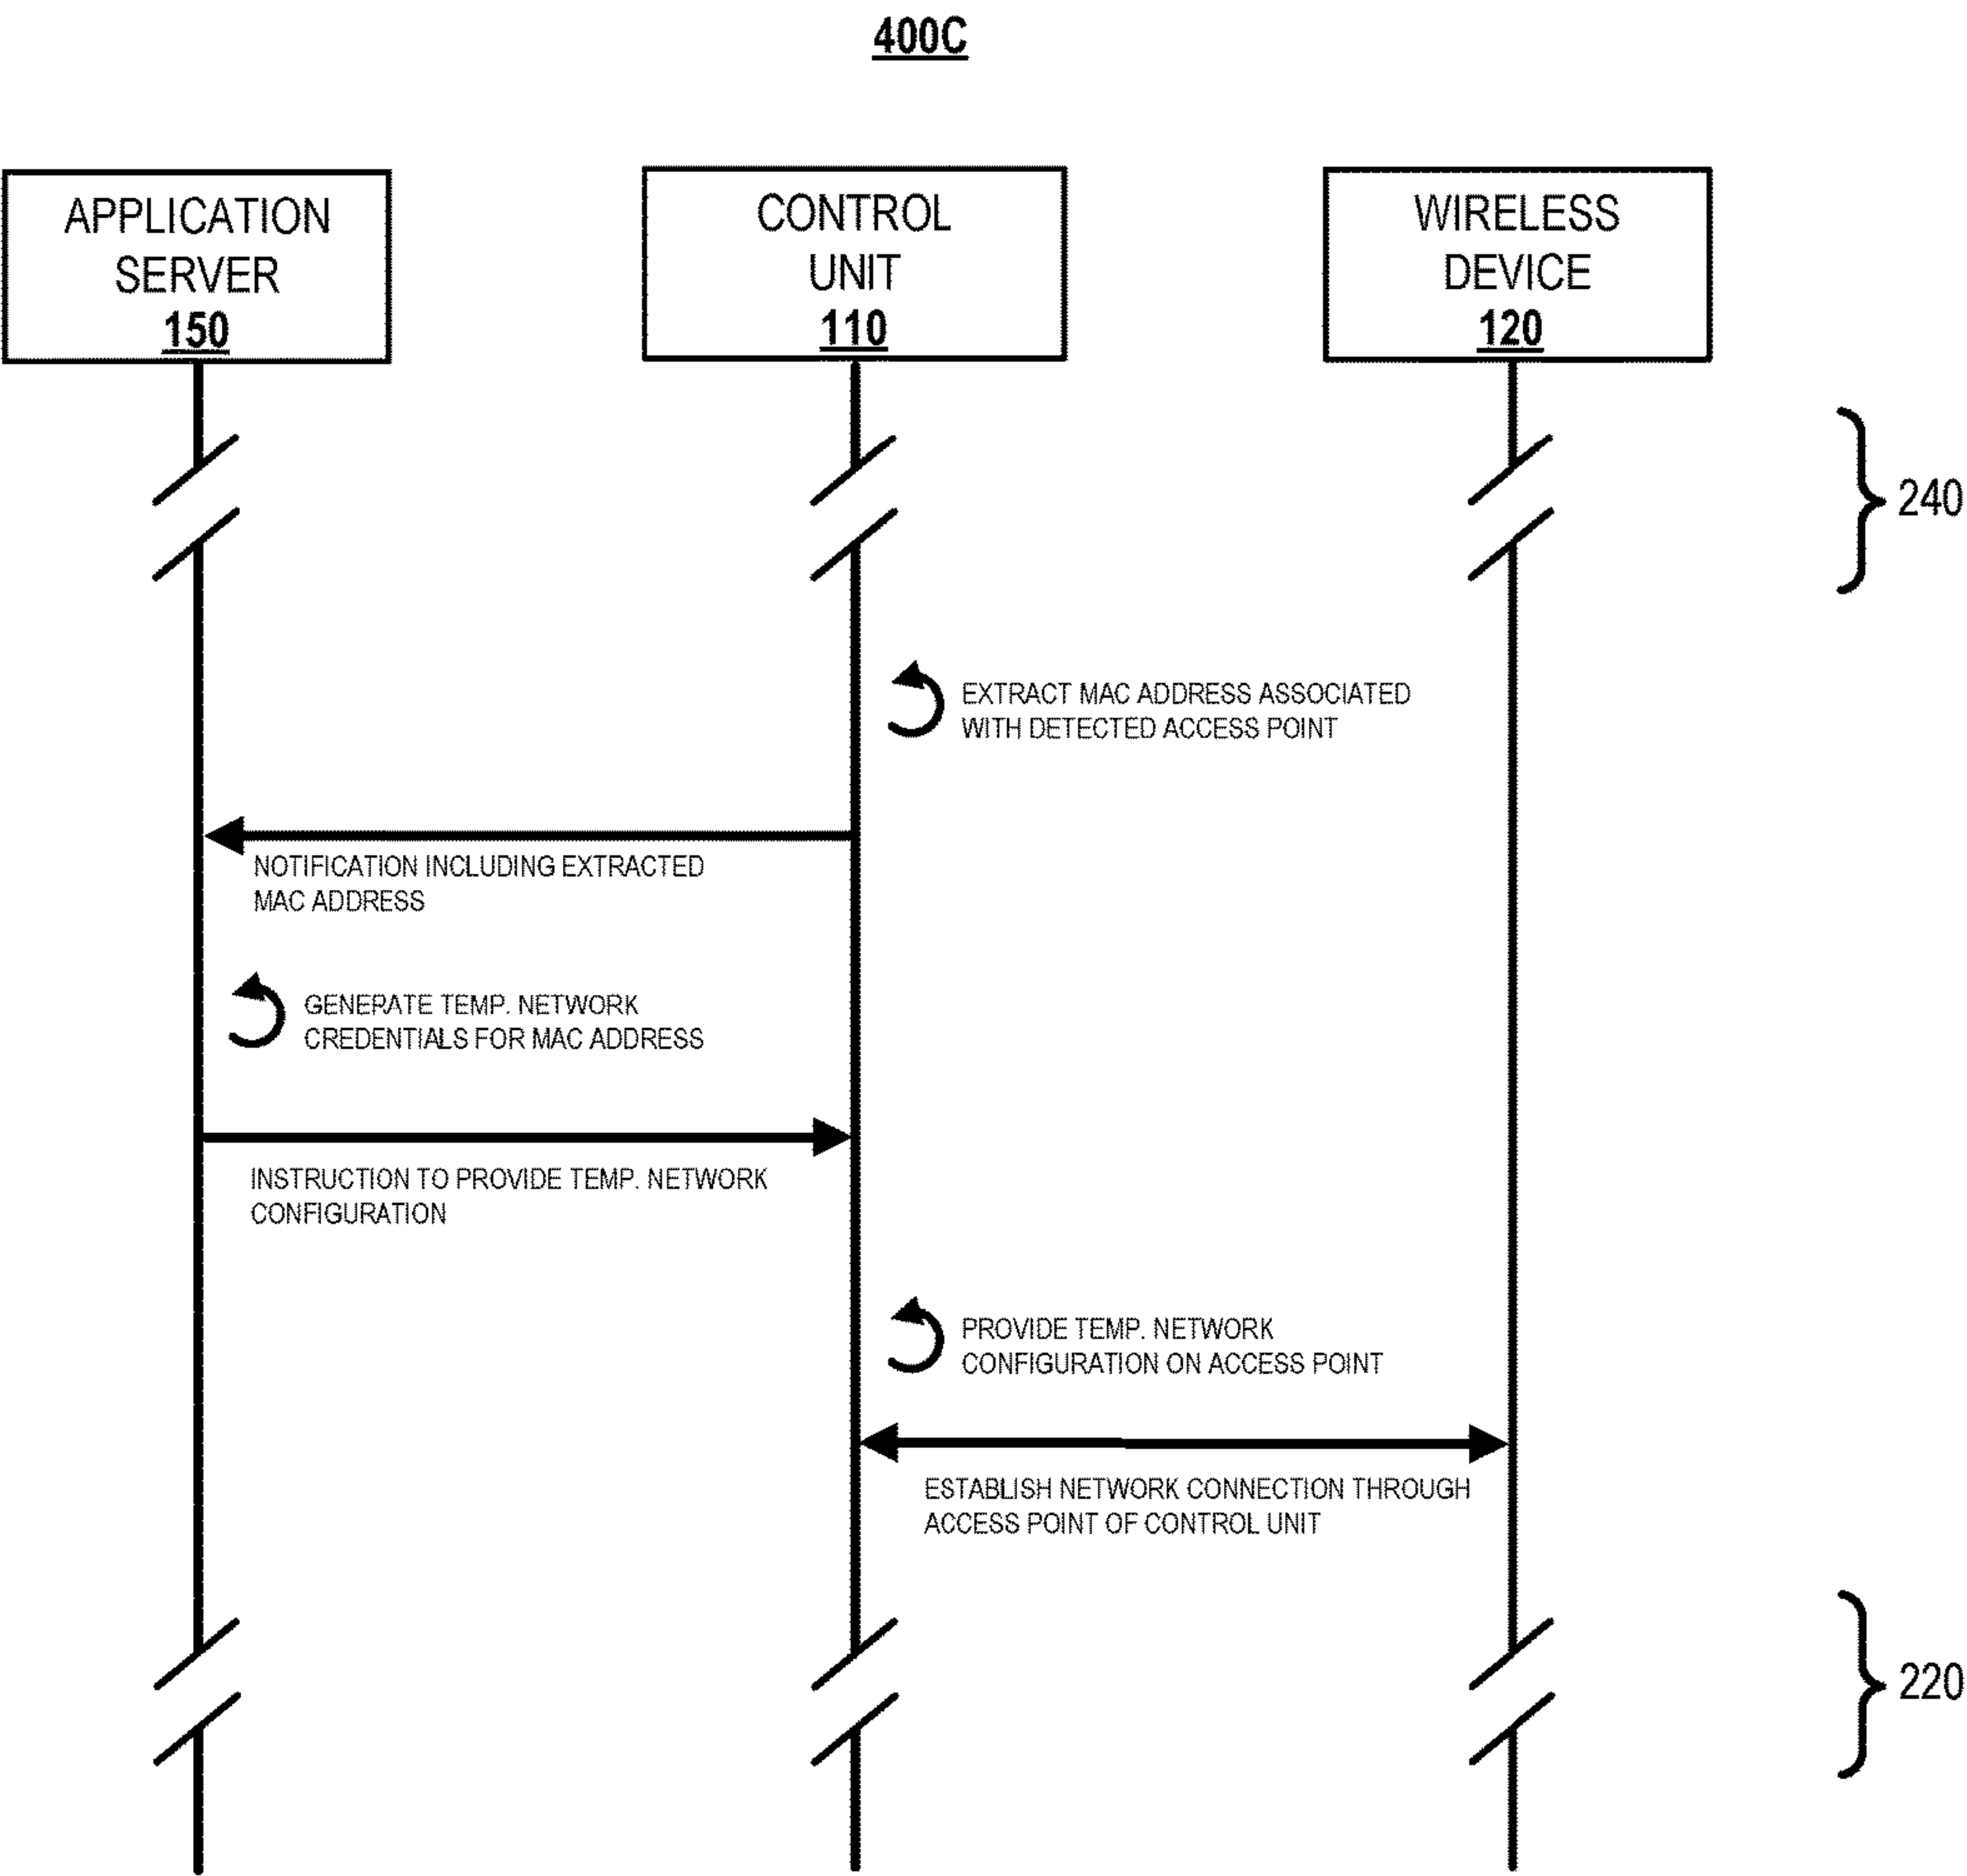 400C
APPLICATION
SERVER
150
CONTROL
UNIT
110
WIRELESS
DEVICE
120
240
EXTRACT MAC ADDRESS ASSOCIATED
WITH DETECTED ACCESS POINT
NOTIFICATION INCLUDING EXTRACTED
MAC ADDRESS
GENERATE TEMP. NETWORK
CREDENTIALS FOR MAC ADDRESS
INSTRUCTION TO PROVIDE TEMP. NETWORK
CONFIGURATION
PROVIDE TEMP. NETWORK
CONFIGURATION ON ACCESS POINT
ESTABLISH NETWORK CONNECTION THROUGH
ACCESS POINT OF CONTROL UNIT
220